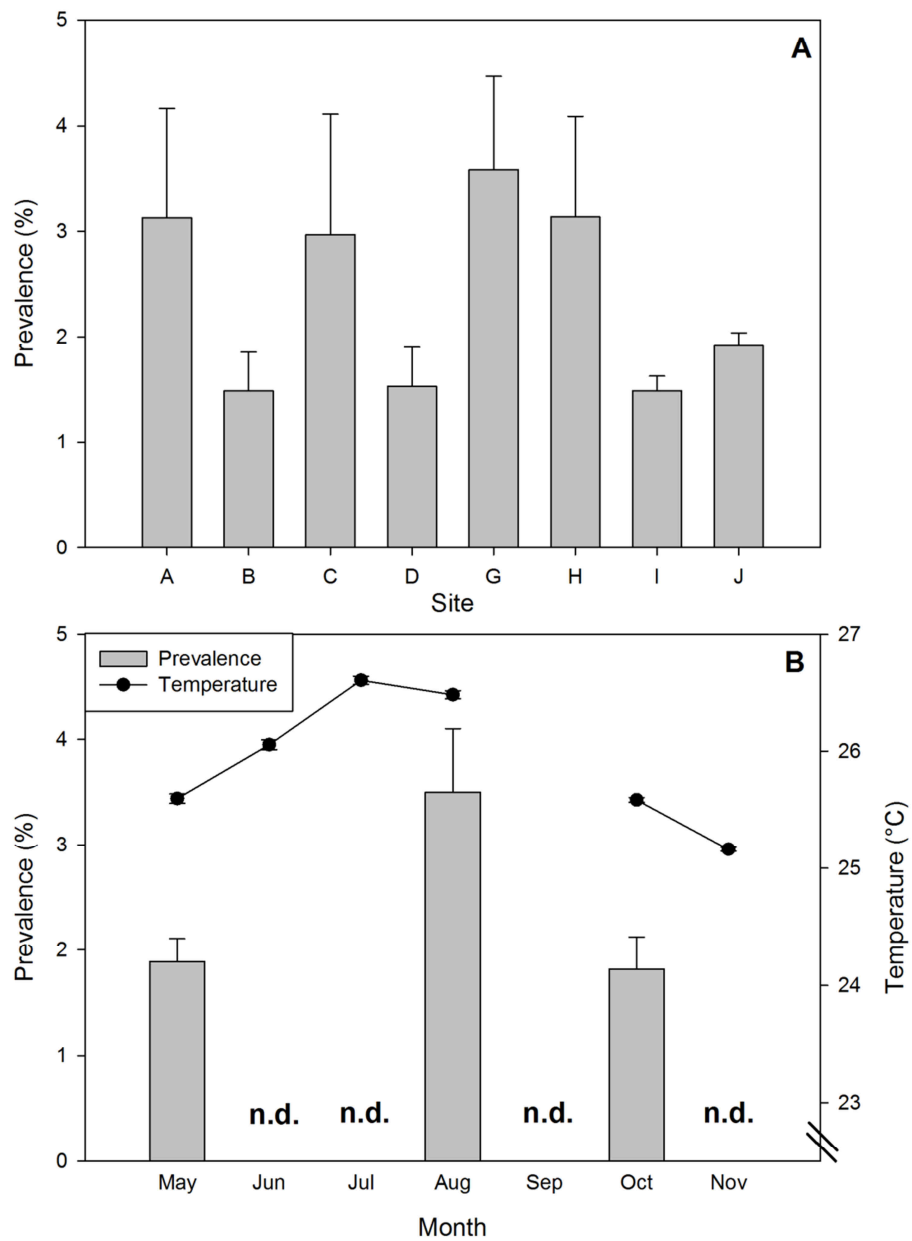 A
5
4
3
2
1
0
Prevalence (%)
A B C D G H I J
Site
B
Prevalence
Temperature
5
4
3
2
1
0
Prevalence (%)
27
26
25
24
23
Temperature (°C)
n.d. n.d. n.d. n.d.
May Jun Jul Aug Sep Oct Nov
Month